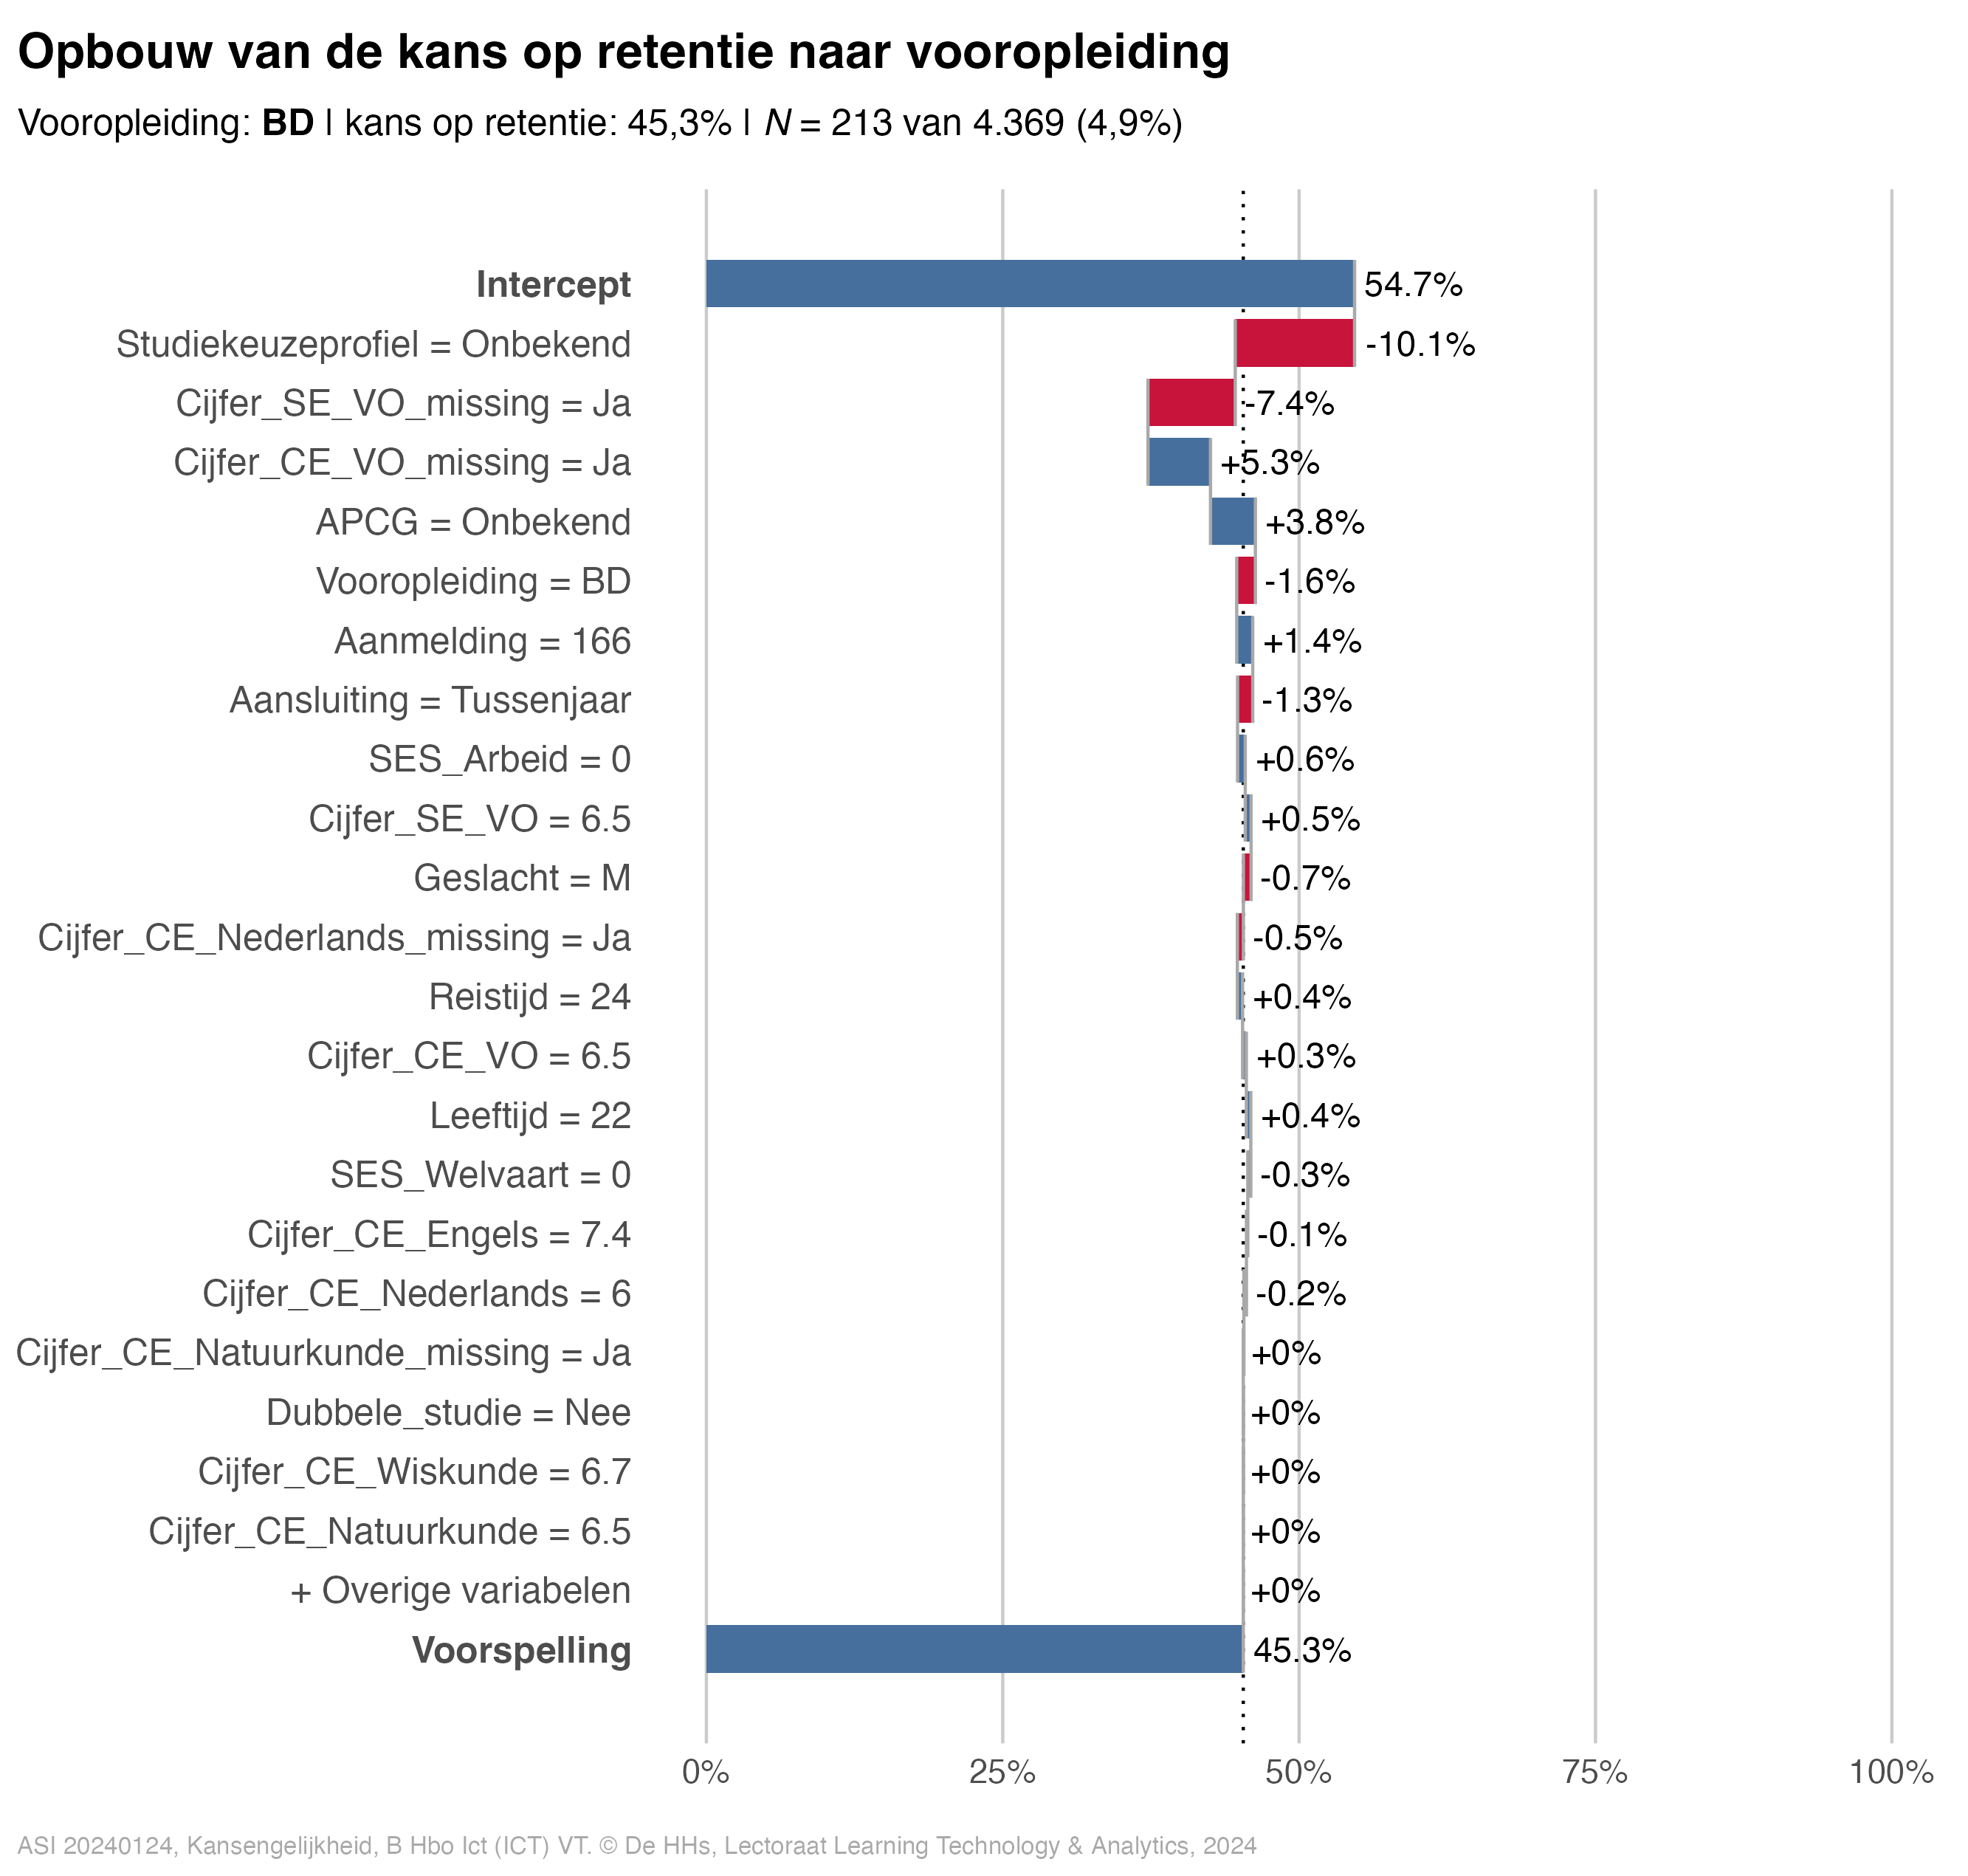 Opbouw van de kans op retentie naar vooropleiding
Vooropleiding: BD | kans op retentie: 45,3% | N = 213 van 4.369 (4,9%)
Intercept 54.7%
Studiekeuzeprofiel = Onbekend -10.1%
Cijfer_SE_VO_missing = Ja -7.4%
Cijfer_CE_VO_missing = Ja +5.3%
APCG = Onbekend +3.8%
Vooropleiding = BD -1.6%
Aanmelding = 166 +1.4%
Aansluiting = Tussenjaar -1.3%
SES_Arbeid = 0 +0.6%
Cijfer_SE_VO = 6.5 +0.5%
Geslacht = M -0.7%
Cijfer_CE_Nederlands_missing = Ja -0.5%
Reistijd = 24 +0.4%
Cijfer_CE_VO = 6.5 +0.3%
Leeftijd = 22 +0.4%
SES_Welvaart = 0 -0.3%
Cijfer_CE_Engels = 7.4 -0.1%
Cijfer_CE_Nederlands = 6 -0.2%
Cijfer_CE_Natuurkunde_missing = Ja +0%
Dubbele_studie = Nee +0%
Cijfer_CE_Wiskunde = 6.7 +0%
Cijfer_CE_Natuurkunde = 6.5 +0%
+ Overige variabelen +0%
Voorspelling 45.3%
0% 25% 50% 75% 100%
ASI 20240124, Kansengelijkheid, B Hbo Ict (ICT) VT. © De HHs, Lectoraat Learning Technology & Analytics, 2024